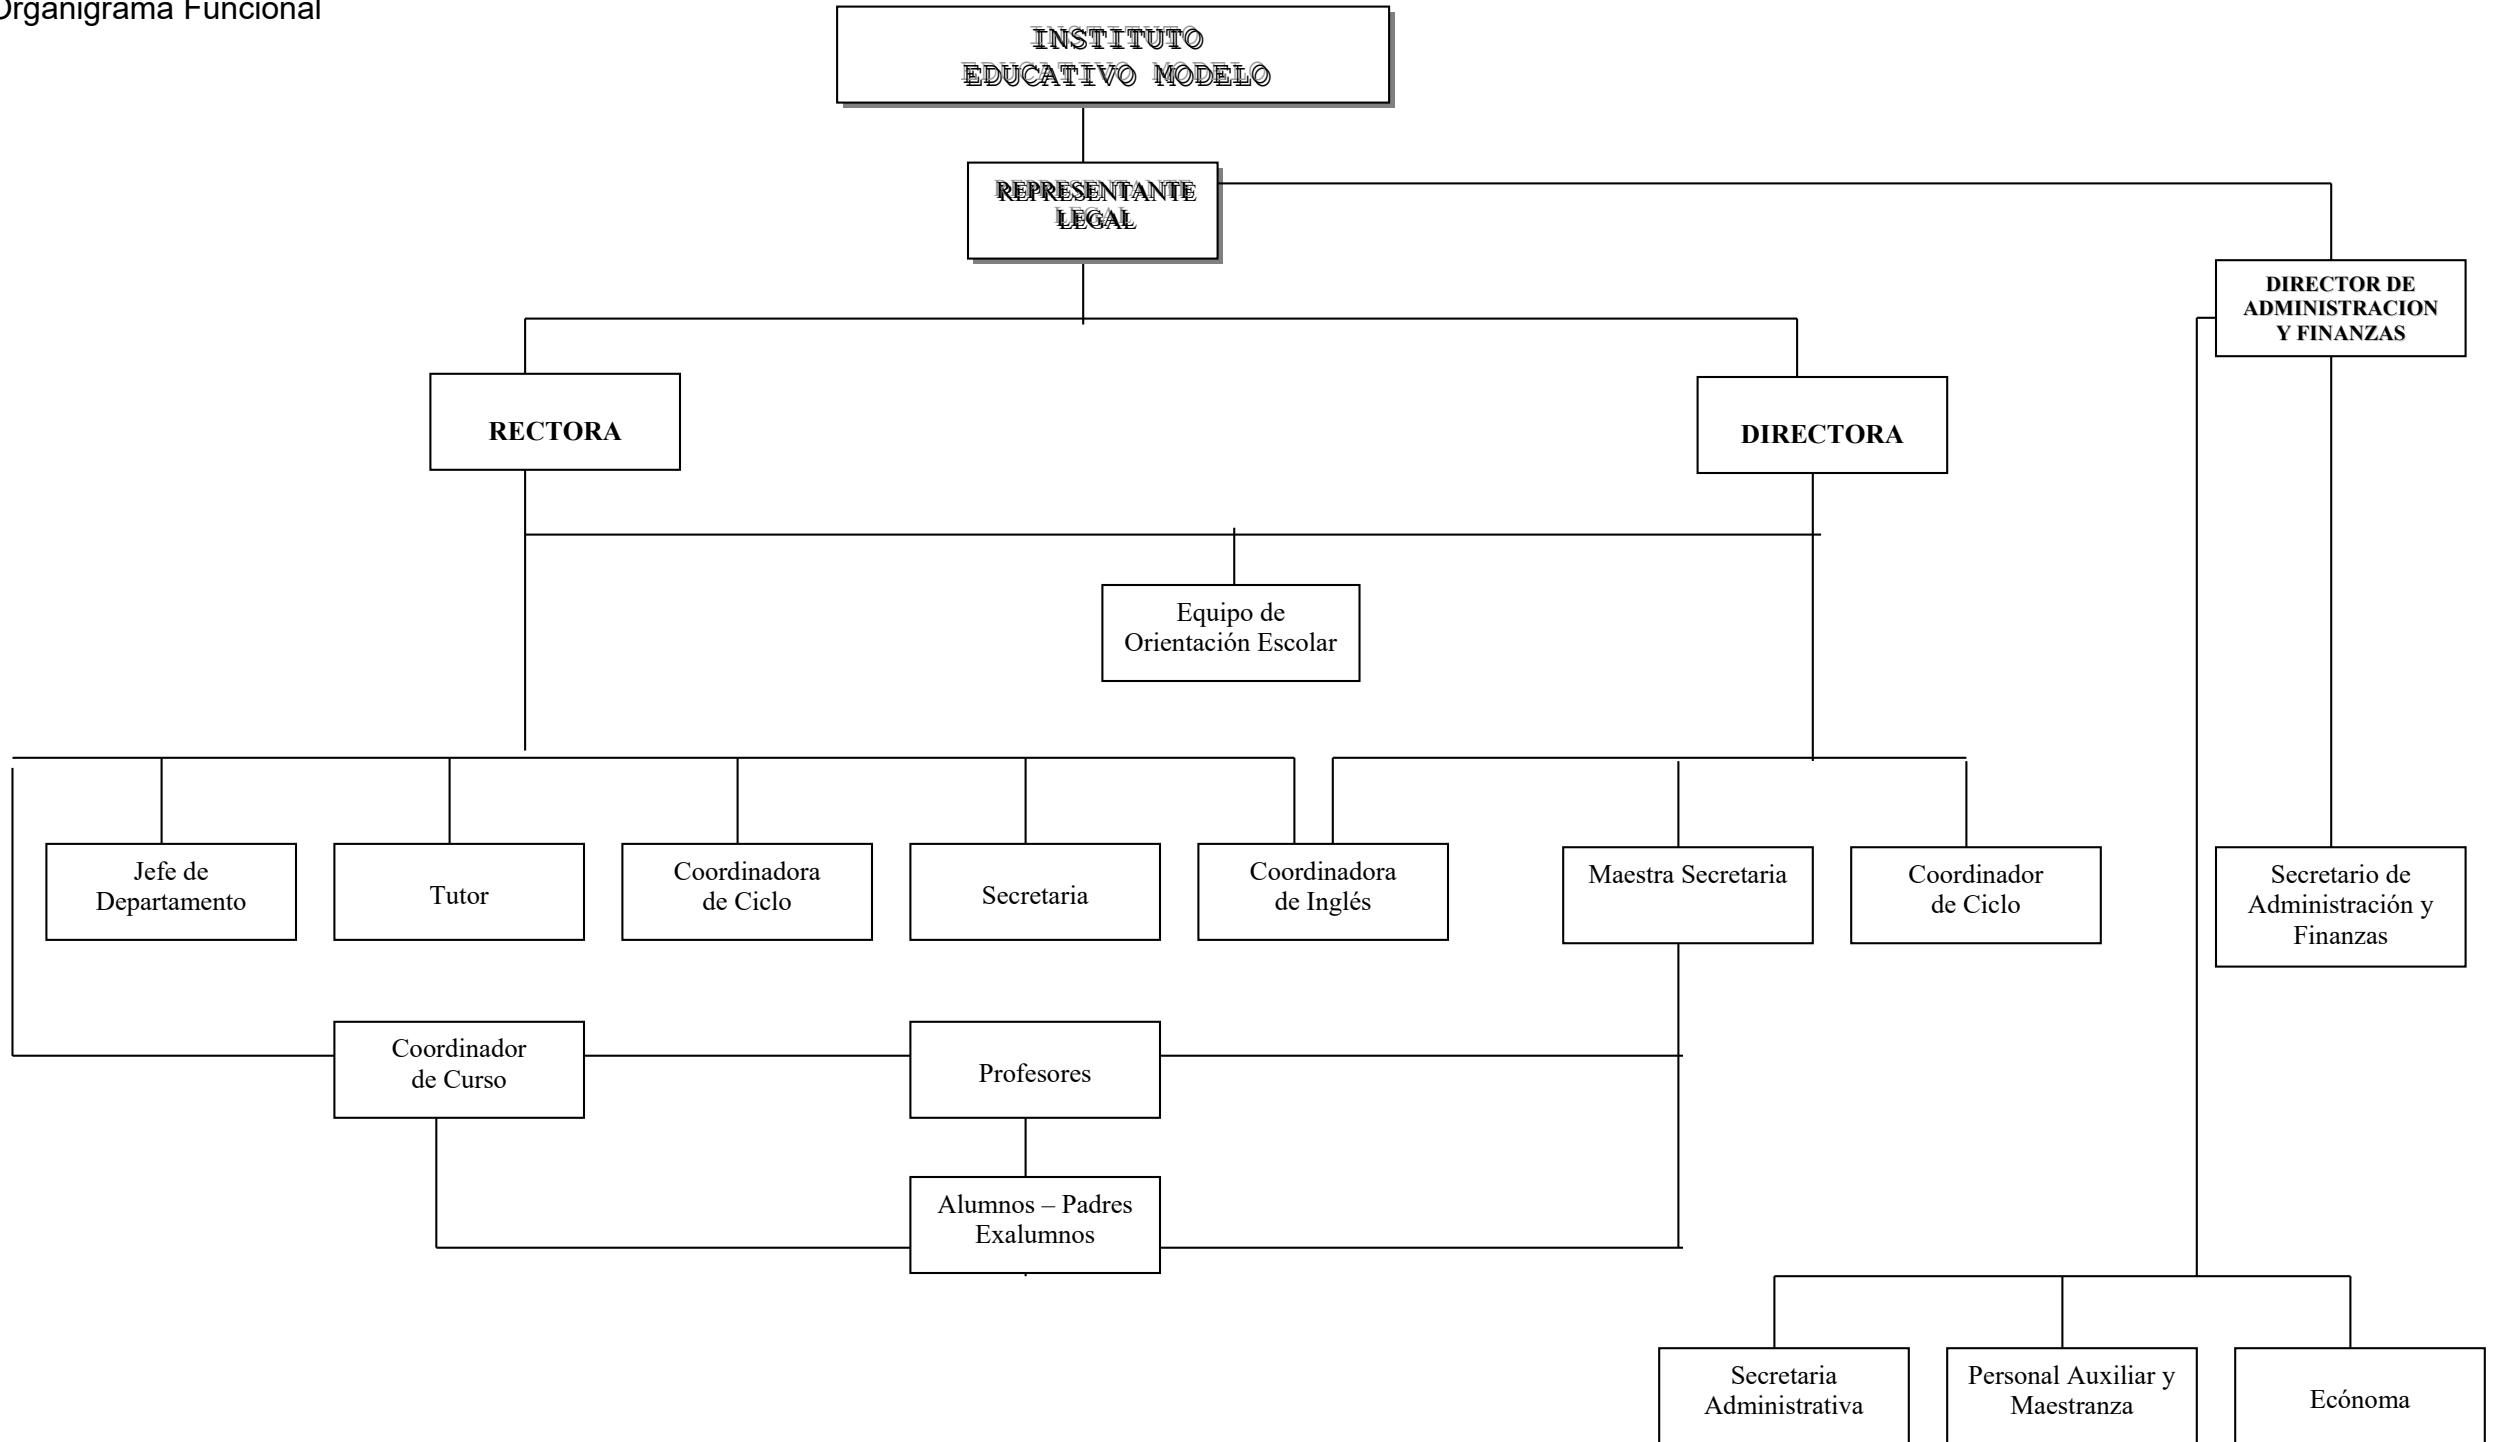 Organigrama Funcional
INSTITUTO
EDUCATIVO MODELO
REPRESENTANTE
LEGAL
DIRECTOR DE
ADMINISTRACION
Y FINANZAS
RECTORA
DIRECTORA
Equipo de
Orientación Escolar
Jefe de
Departamento
Tutor
Coordinadora
de Ciclo
Secretaria
Coordinadora
de Inglés
Maestra Secretaria
Coordinador
de Ciclo
Secretario de
Administración y
Finanzas
Coordinador
de Curso
Profesores
Alumnos – Padres
Exalumnos
Secretaria
Administrativa
Personal Auxiliar y
Maestranza
Ecónoma